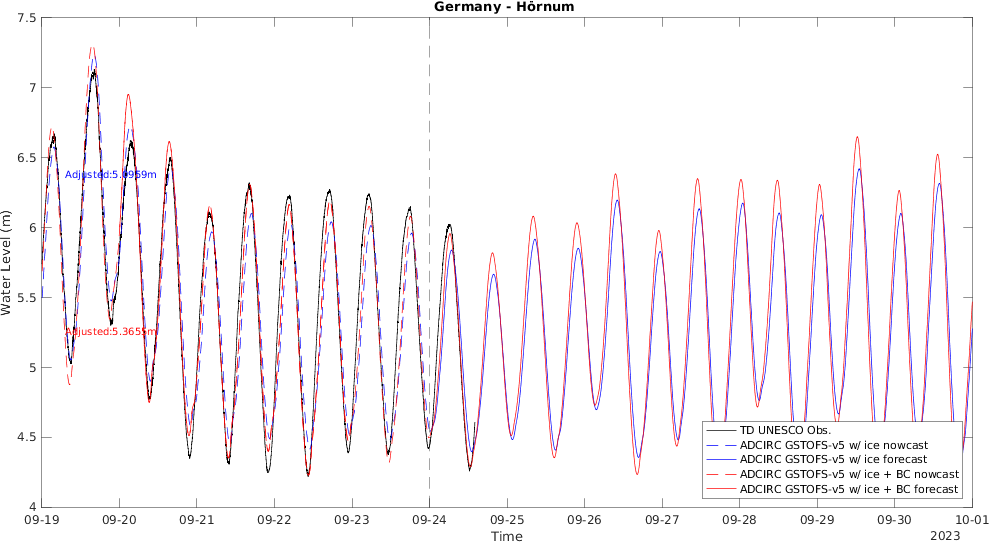 Germany - Hörnum
7.5
7
6.5
6
5.5
5
4.5
4
Water Level (m)
Adjusted:5.0959m
Adjusted:5.3655m
TD UNESCO Obs.
ADCIRC GSTOFS-v5 w/ ice nowcast
ADCIRC GSTOFS-v5 w/ ice forecast
ADCIRC GSTOFS-v5 w/ ice + BC nowcast
ADCIRC GSTOFS-v5 w/ ice + BC forecast
09-19 09-20 09-21 09-22 09-23 09-24 09-25 09-26 09-27 09-28 09-29 09-30 10-01
Time
2023